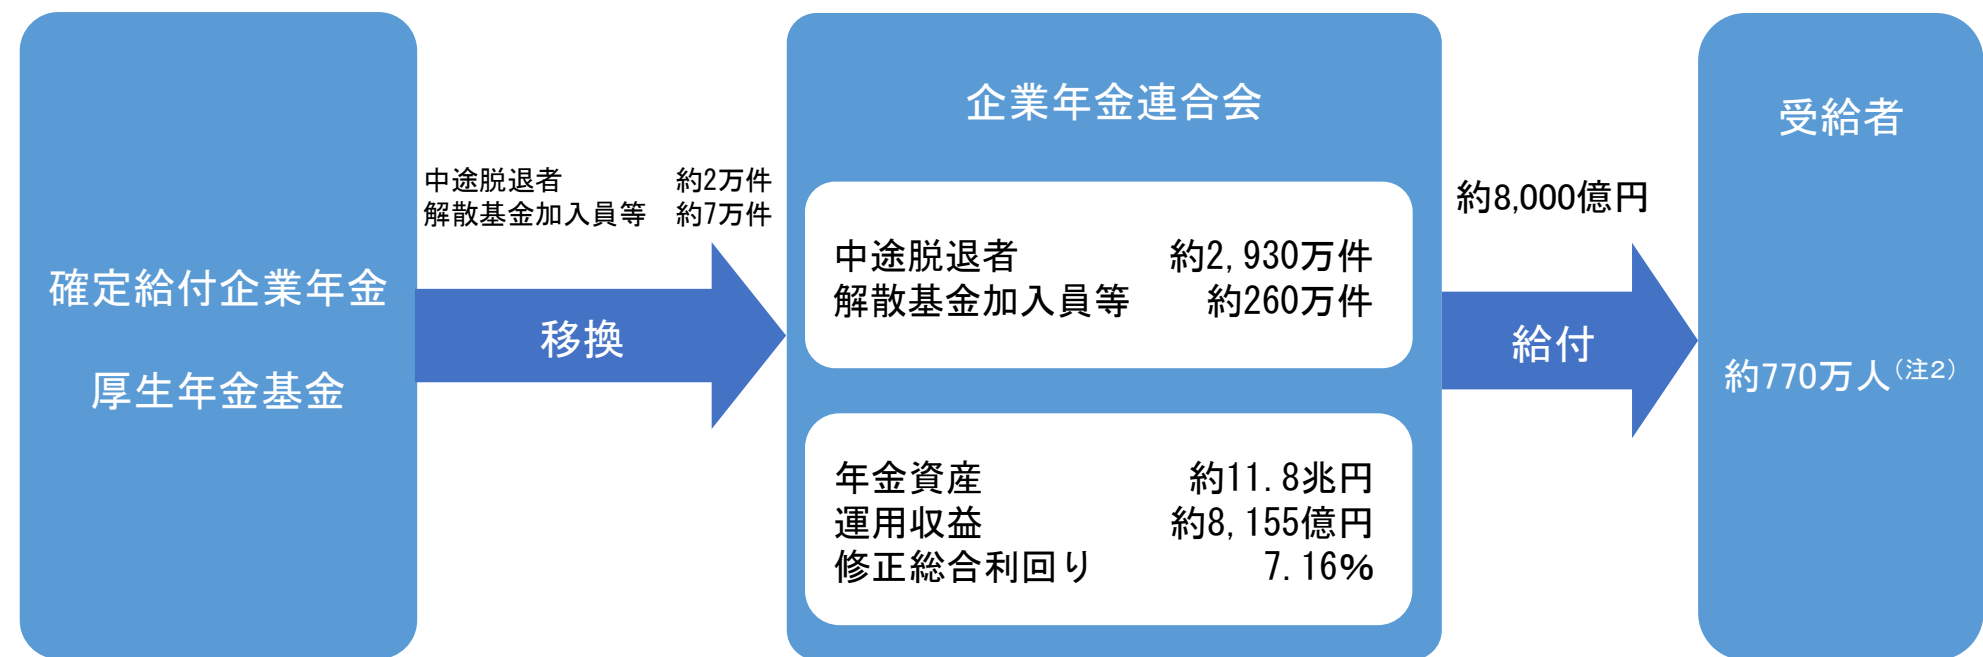 確定給付企業年金
厚生年金基金
中途脱退者 約2万件
解散基金加入員等 約7万件
移換
企業年金連合会
中途脱退者 約2,930万件
解散基金加入員等 約260万件
年金資産 約11.8兆円
運用収益 約8,155億円
修正総合利回り 7.16%
約8,000億円
給付
受給者
約770万人(注2)